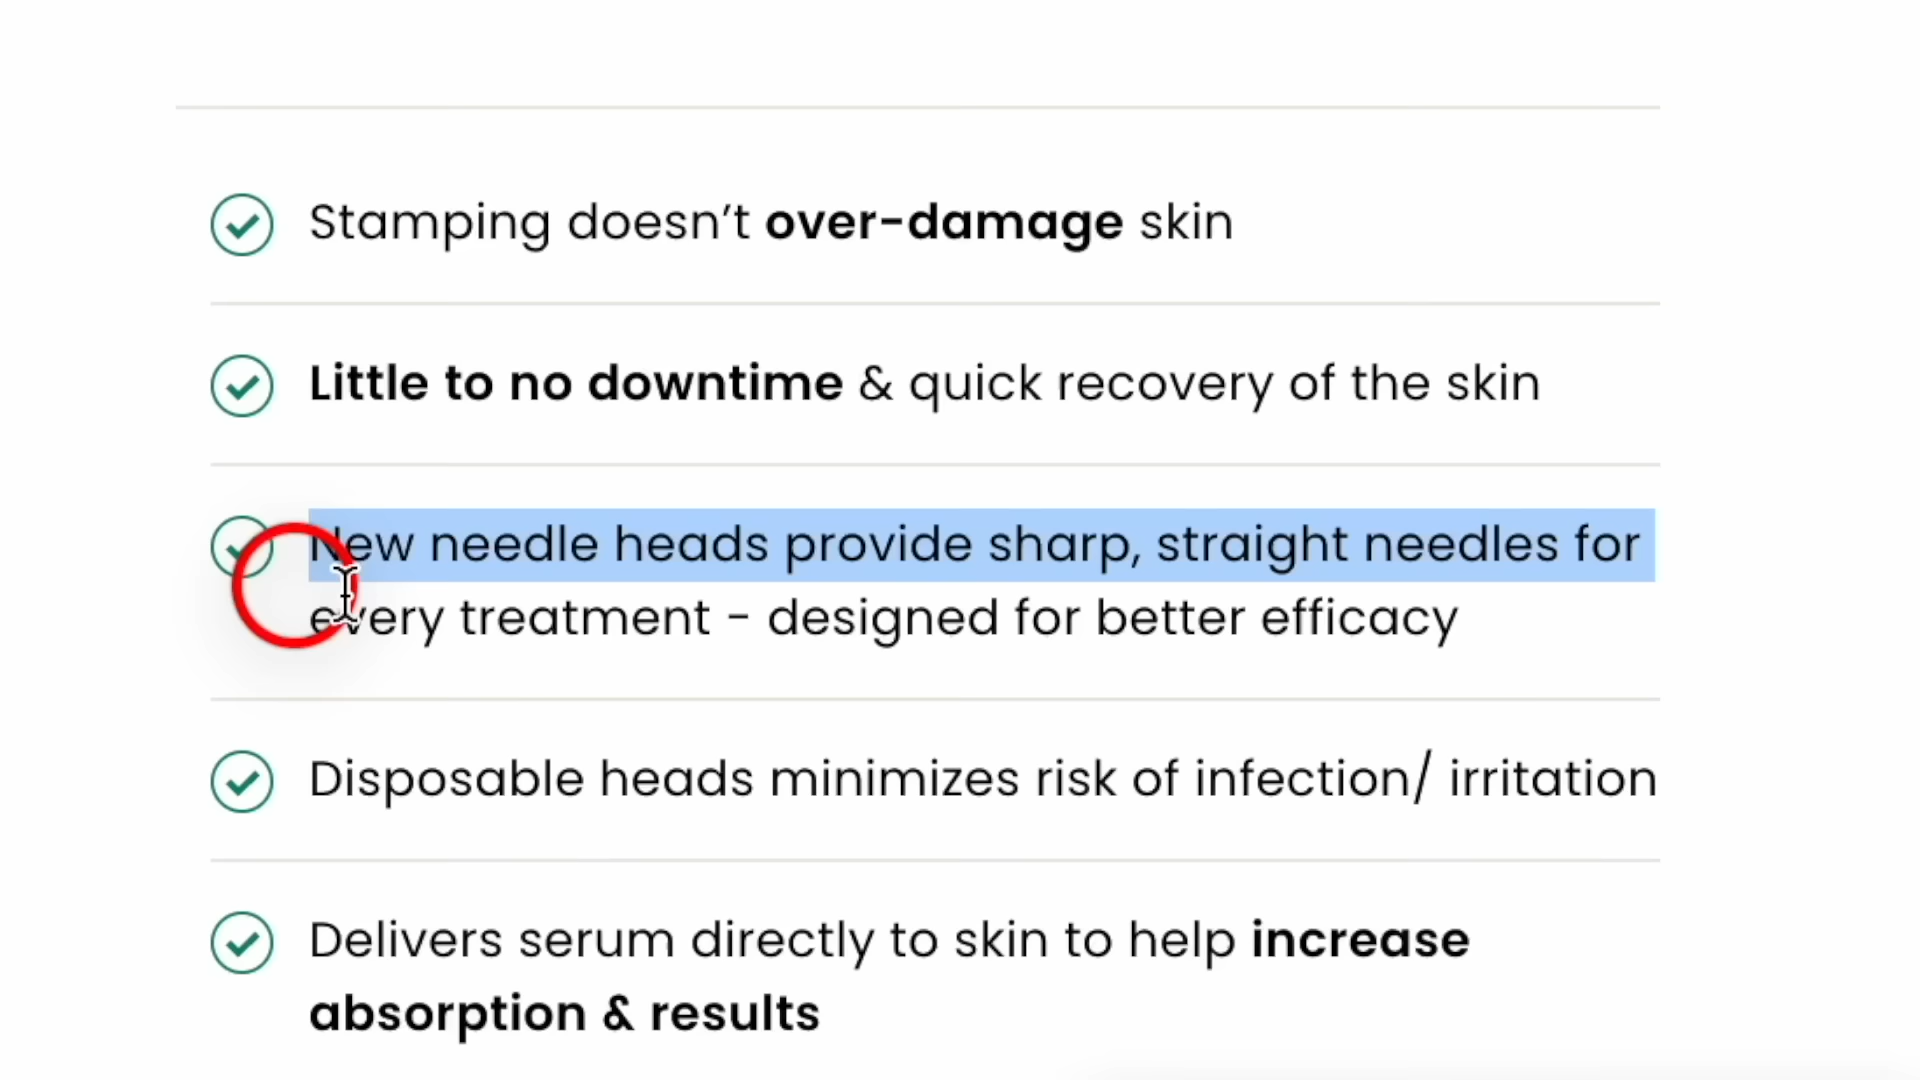 Stamping doesn’t over-damage skin
Little to no downtime & quick recovery of the skin
New needle heads provide sharp, straight needles for
every treatment - designed for better efficacy
Disposable heads minimizes risk of infection/ irritation
Delivers serum directly to skin to help increase
absorption & results